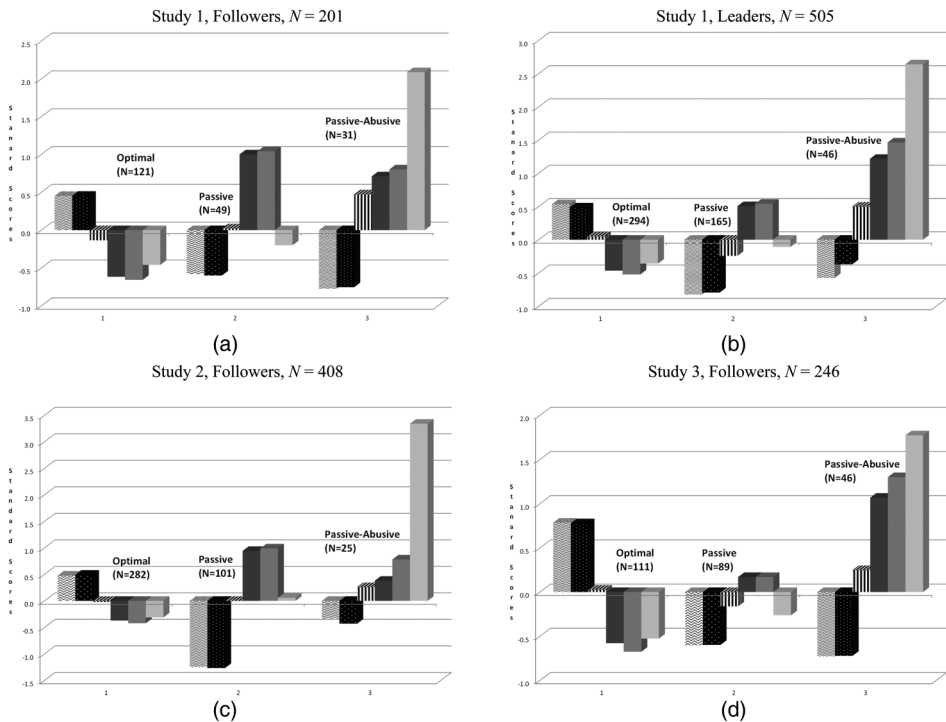 Study 1, Followers, N = 201
2.5
2.0
1.5
1.0
0.5
0.0
-0.5
-1.0
Stanard Scores
Optimal
(N=121)
Passive
(N=49)
Passive-Abusive
(N=31)
1 2 3
(a)
Study 1, Leaders, N = 505
3.0
2.5
2.0
1.5
1.0
0.5
0.0
-0.5
-1.0
Stanard Scores
Optimal
(N=294)
Passive
(N=165)
Passive-Abusive
(N=46)
1 2 3
(b)
Study 2, Followers, N = 408
3.5
3.0
2.5
2.0
1.5
1.0
0.5
0.0
-0.5
-1.0
-1.5
Stanard Scores
Optimal
(N=282)
Passive
(N=101)
Passive-Abusive
(N=25)
1 2 3
(c)
Study 3, Followers, N = 246
2.0
1.5
1.0
0.5
0.0
-0.5
-1.0
Stanard Scores
Optimal
(N=111)
Passive
(N=89)
Passive-Abusive
(N=46)
1 2 3
(d)